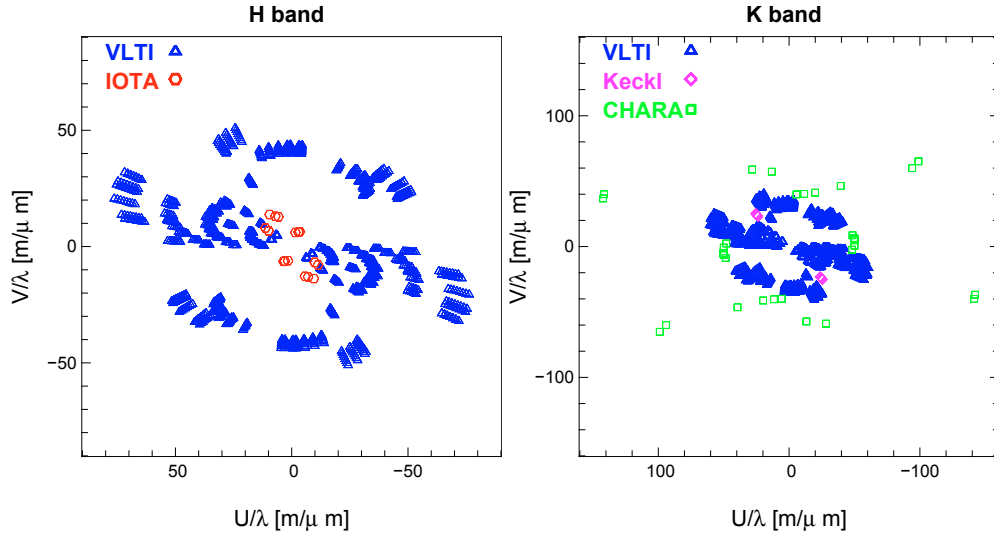 H band
VLTI
IOTA
50
0
−50
50
0
−50
V/λ [m/μ m]
U/λ [m/μ m]
K band
VLTI
KeckI
CHARA
100
0
−100
100
0
−100
V/λ [m/μ m]
U/λ [m/μ m]